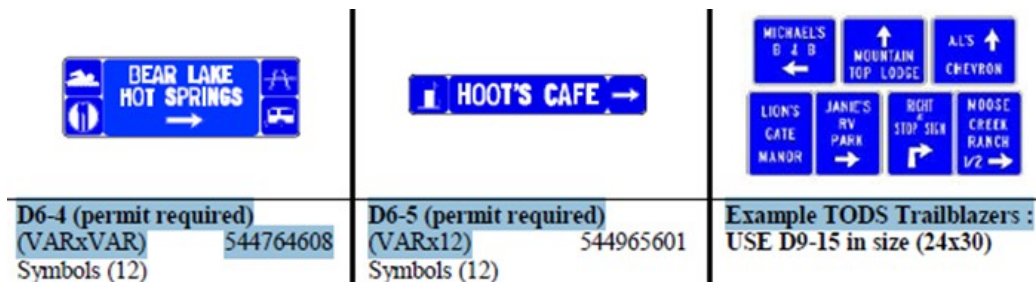 BEAR LAKE
HOT SPRINGS
HOOT'S CAFE
MICHAEL'S
B & B
MOUNTAIN
TOP LODGE
AL'S
CHEVRON
LION'S
GATE
MANOR
JANIE'S
RV
PARK
RIGHT
STOP SIGN
MOOSE
CREEK
RANCH
1/2
D6-4 (permit required)
(VARxVAR) 544764608
Symbols (12)
D6-5 (permit required)
(VARx12) 544965601
Symbols (12)
Example TODS Trailblazers :
USE D9-15 in size (24x30)